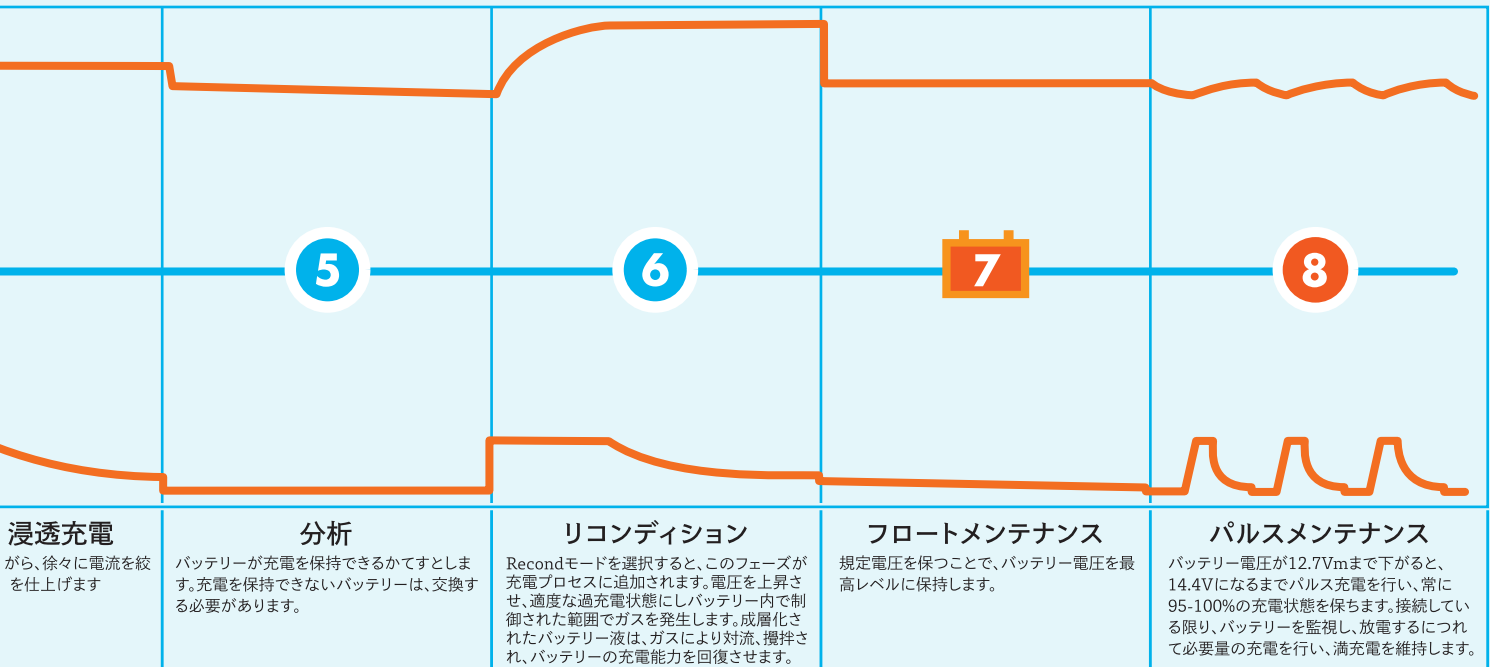 5
6
7
8
浸透充電
がら、徐々に電流を絞
を仕上げます
分析
バッテリーが充電を保持できるかてすとしま
す。充電を保持できないバッテリーは、交換す
る必要があります。
リコンディション
Recondモードを選択すると、このフェーズが
充電プロセスに追加されます。電圧を上昇さ
せ、適度な過充電状態にしバッテリー内で制
御された範囲でガスを発生します。成層化さ
れたバッテリー液は、ガスにより対流、攪拌さ
れ、バッテリーの充電能力を回復させます。
フロートメンテナンス
規定電圧を保つことで、バッテリー電圧を最
高レベルに保持します。
パルスメンテナンス
バッテリー電圧が12.7Vmまで下がると、
14.4Vになるまでパルス充電を行い、常に
95-100%の充電状態を保ちます。接続してい
る限り、バッテリーを監視し、放電するにつれ
て必要量の充電を行い、満充電を維持します。